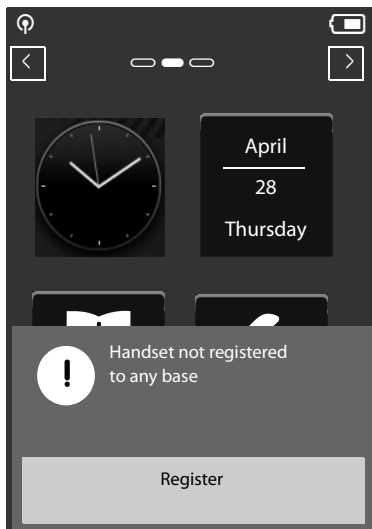 April
28
Thursday
Handset not registered
to any base
Register